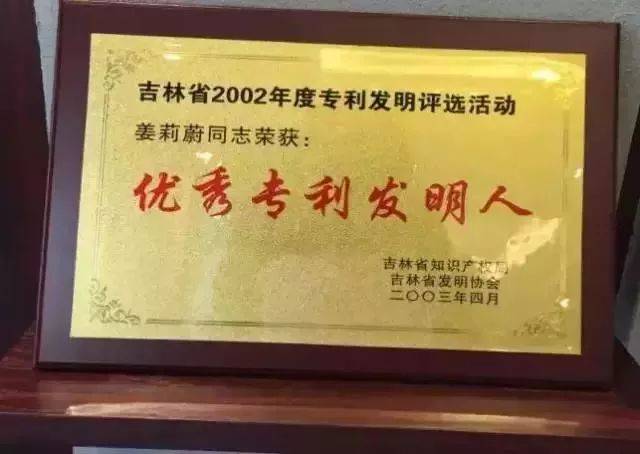 吉林省2002年度专利发明评选活动
姜莉蔚同志荣获：
优秀专利发明人
吉林省知识产权局
吉林省发明协会
二〇〇三年四月